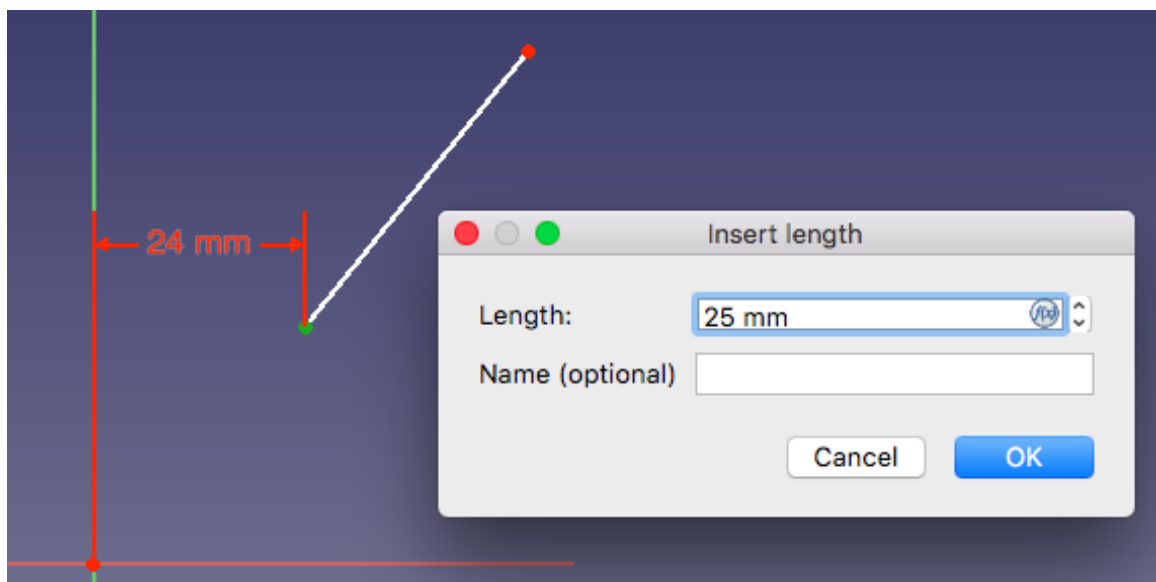 24 mm
Insert length
Length:
25 mm
f(x)
Name (optional)
Cancel
OK